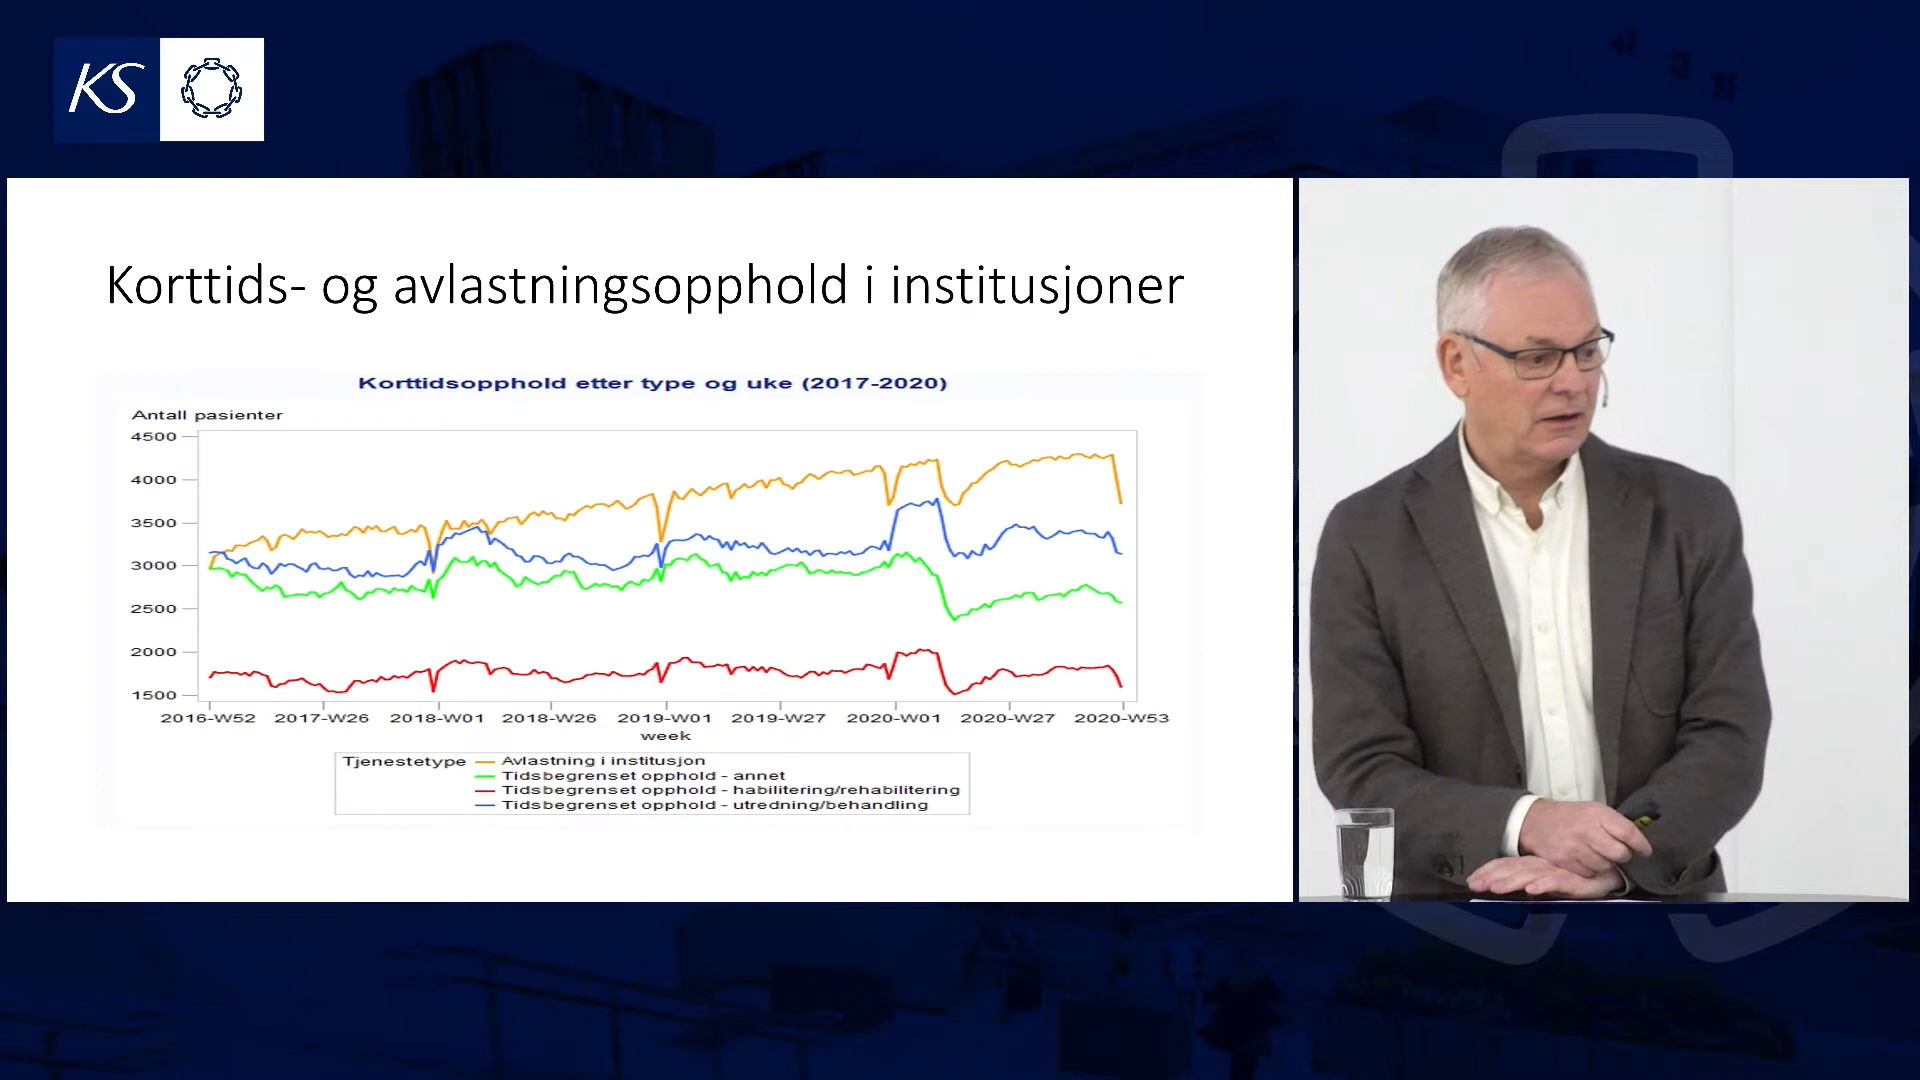 KS
Korttids- og avlastningsopphold i institusjoner
Korttidsopphold etter type og uke (2017-2020)
Antall pasienter
4500
4000
3500
3000
2500
2000
1500
2016-W52 2017-W26 2018-W01 2018-W26 2019-W01 2019-W27 2020-W01 2020-W27 2020-W53
week
Tjenestetype Avlastning i institusjon
Tidsbegrenset opphold - annet
Tidsbegrenset opphold - habilitering/rehabilitering
Tidsbegrenset opphold - utredning/behandling